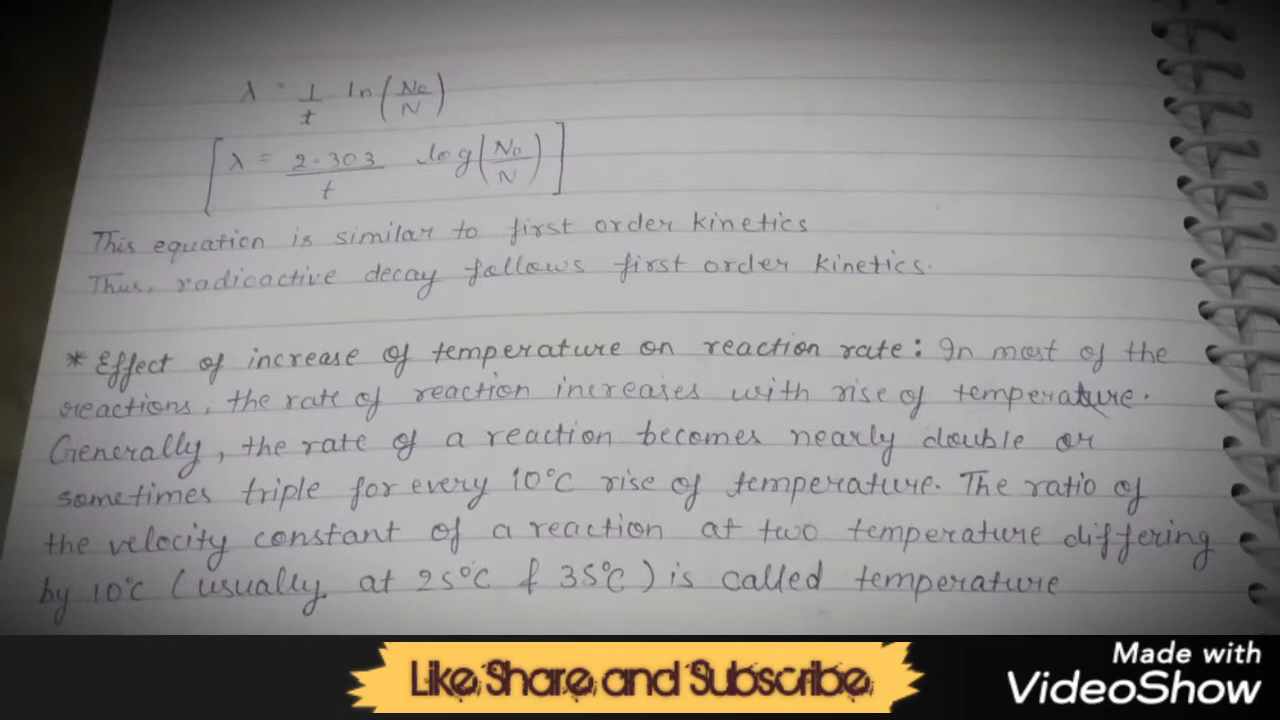 λ = 1/t ln(N₀/N)
[λ = 2.303/t log(N₀/N)]
This equation is similar to first order kinetics
Thus, radioactive decay follows first order kinetics.
* Effect of increase of temperature on reaction rate: In most of the
reactions, the rate of reaction increases with rise of temperature.
Generally, the rate of a reaction becomes nearly double or
sometimes triple for every 10°C rise of temperature. The ratio of
the velocity constant of a reaction at two temperature differing
by 10°C (usually at 25°C & 35°C) is called temperature
Like Share and Subscribe
Made with
VideoShow